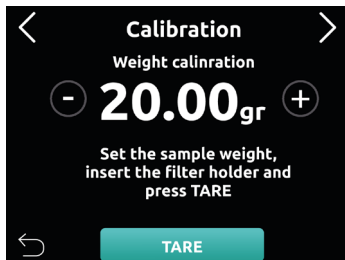 Calibration
Weight calinration
- 20.00gr +
Set the sample weight,
insert the filter holder and
press TARE
TARE